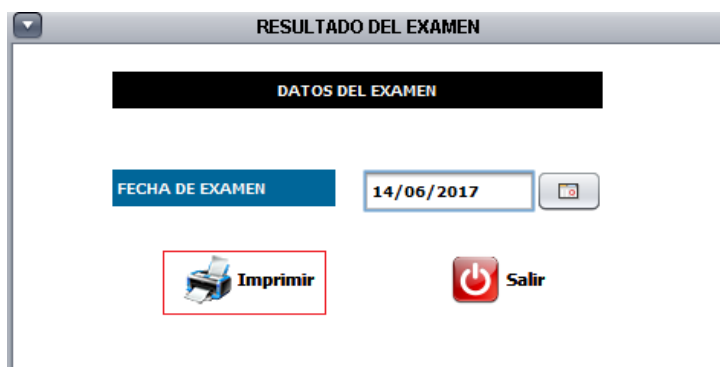 RESULTADO DEL EXAMEN
DATOS DEL EXAMEN
FECHA DE EXAMEN 14/06/2017
Imprimir Salir